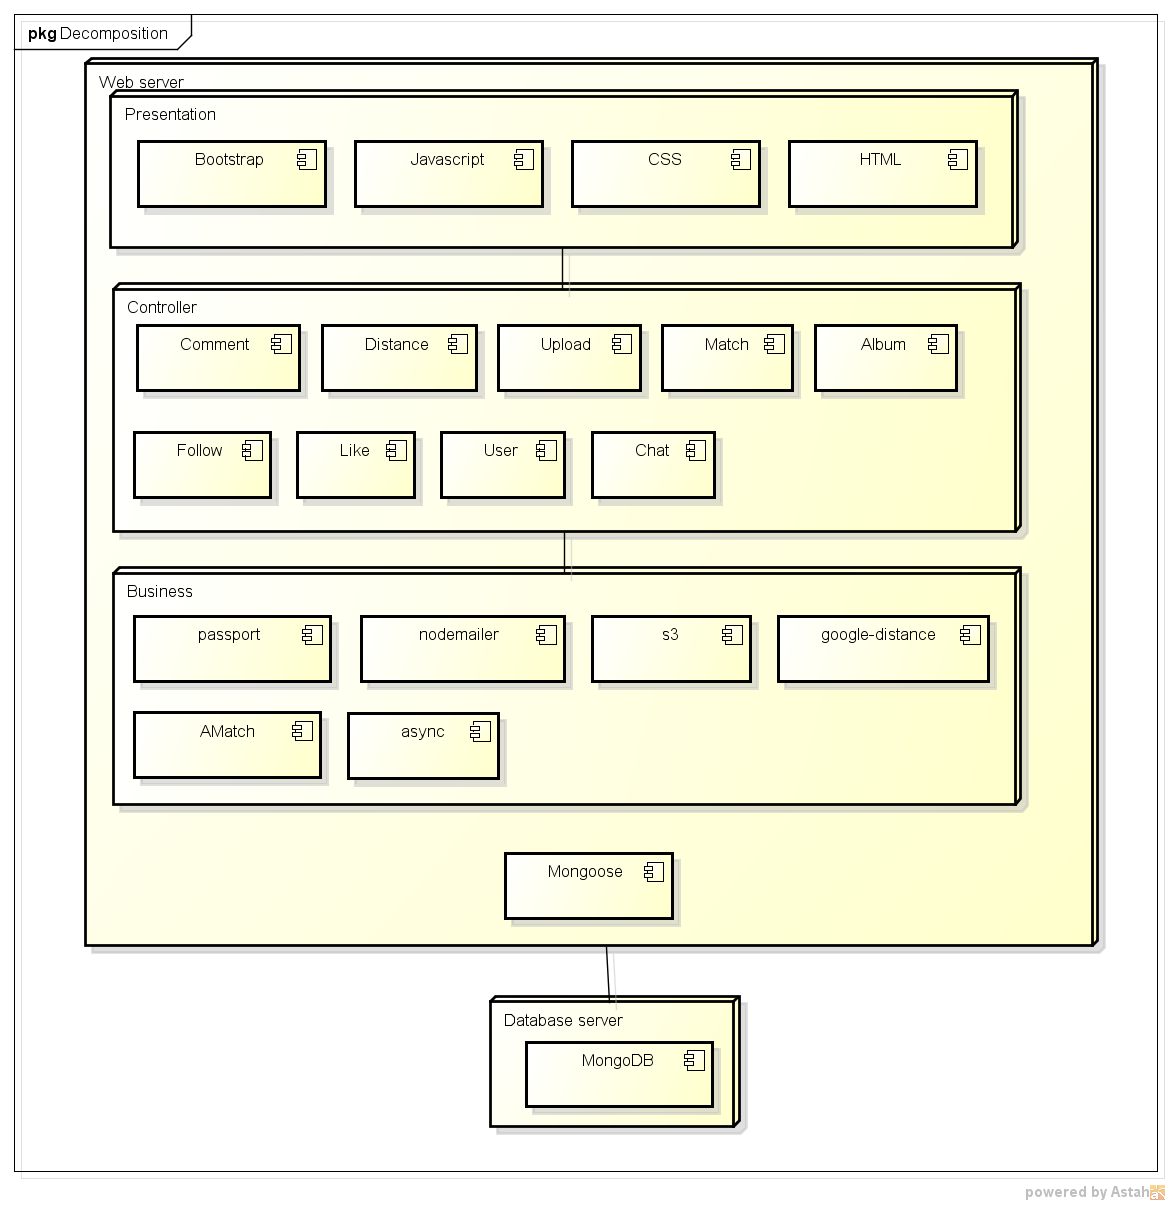 pkg Decomposition
Web server
Presentation
Bootstrap
Javascript
CSS
HTML
Controller
Comment
Distance
Upload
Match
Album
Follow
Like
User
Chat
Business
passport
nodemailer
s3
google-distance
AMatch
async
Mongoose
Database server
MongoDB
powered by Astah